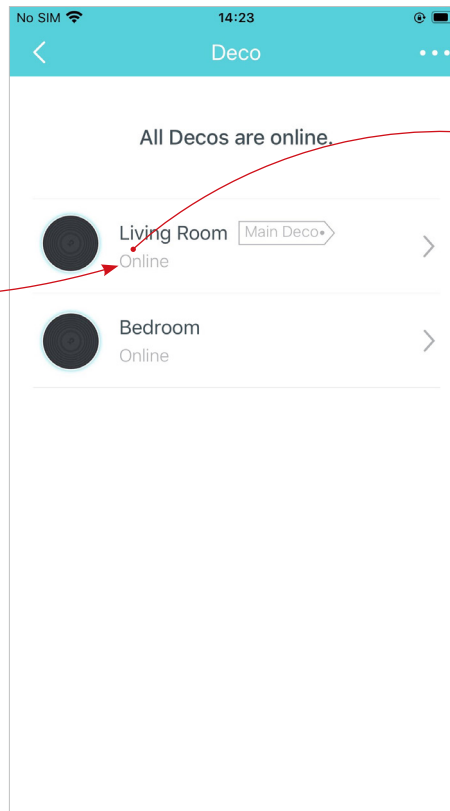 No SIM 14:23
Deco
All Decos are online.
Living Room Main Deco
Online
Bedroom
Online